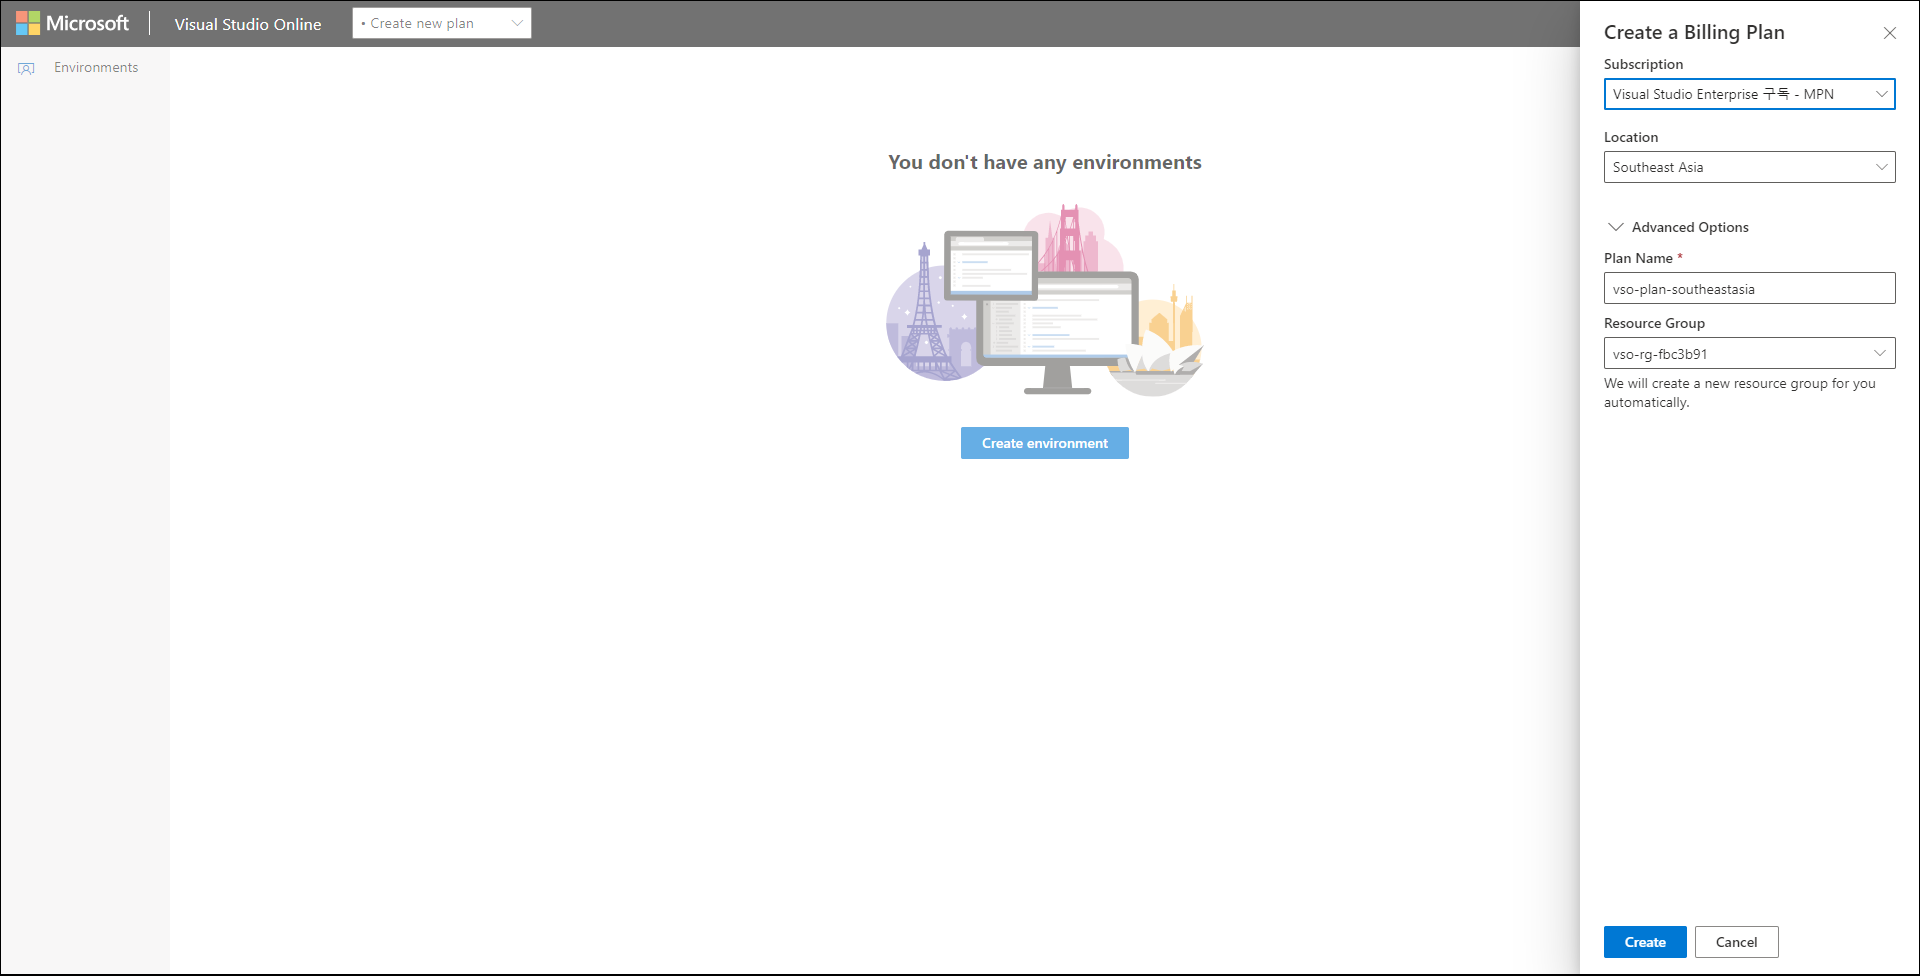 Microsoft
Visual Studio Online
• Create new plan
Environments
You don't have any environments
Create environment
Create a Billing Plan
Subscription
Visual Studio Enterprise 구독 - MPN
Location
Southeast Asia
Advanced Options
Plan Name *
vso-plan-southeastasia
Resource Group
vso-rg-fbc3b91
We will create a new resource group for you
automatically.
Create
Cancel